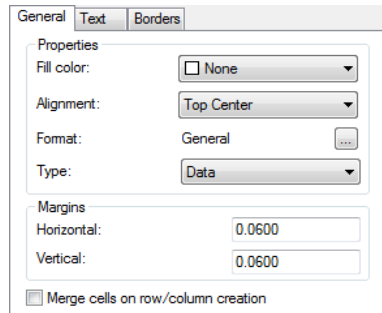 General Text Borders
Properties
Fill color: None
Alignment: Top Center
Format: General ...
Type: Data
Margins
Horizontal: 0.0600
Vertical: 0.0600
Merge cells on row/column creation